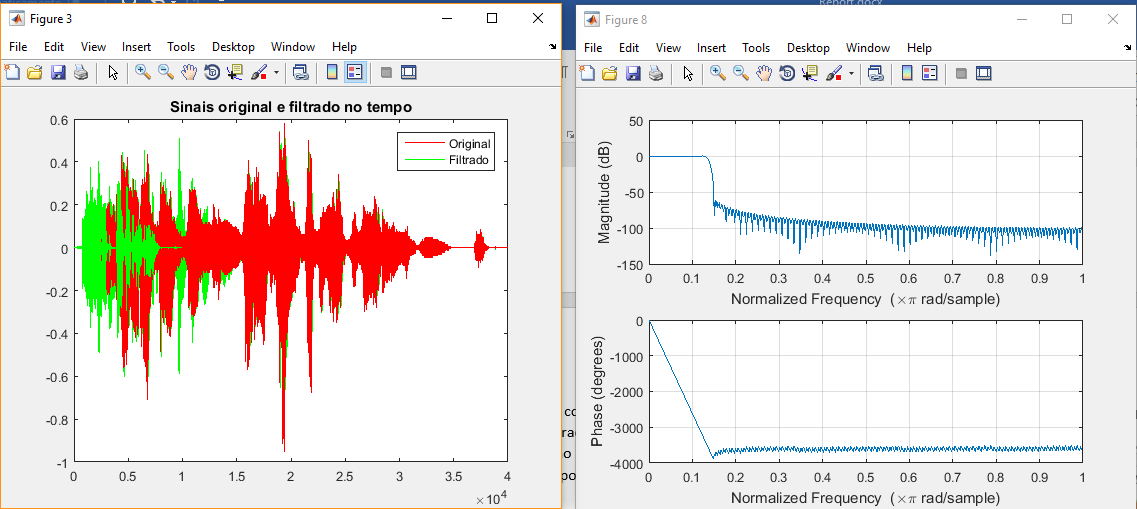 Report.docx
Figure 3
File Edit View Insert Tools Desktop Window Help
Sinais original e filtrado no tempo
Original
Filtrado
0.6
0.4
0.2
0
-0.2
-0.4
-0.6
-0.8
-1
0 0.5 1 1.5 2 2.5 3 3.5 4
×10^4
Figure 8
File Edit View Insert Tools Desktop Window Help
Magnitude (dB)
50
0
-50
-100
-150
0 0.1 0.2 0.3 0.4 0.5 0.6 0.7 0.8 0.9 1
Normalized Frequency (×π rad/sample)
Phase (degrees)
0
-1000
-2000
-3000
-4000
0 0.1 0.2 0.3 0.4 0.5 0.6 0.7 0.8 0.9 1
Normalized Frequency (×π rad/sample)